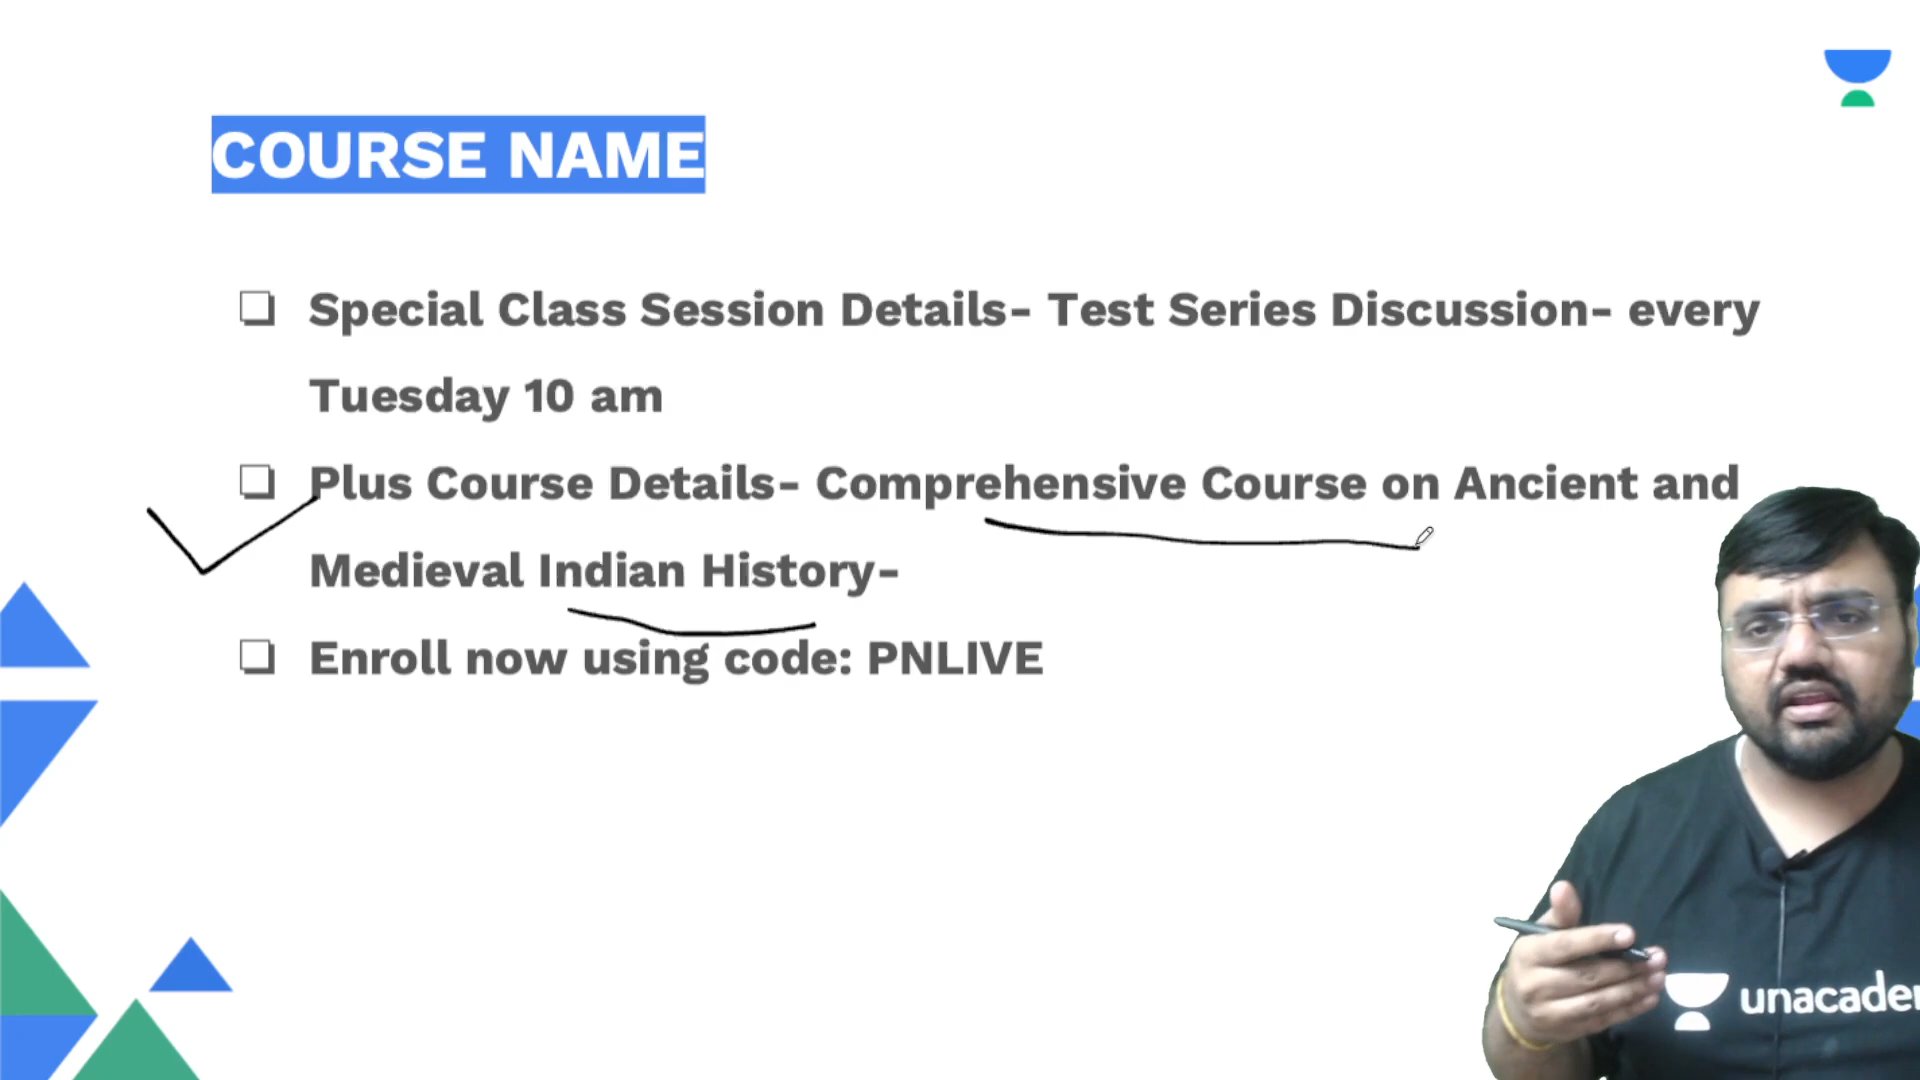 COURSE NAME
❑ Special Class Session Details- Test Series Discussion- every
Tuesday 10 am
❑ Plus Course Details- Comprehensive Course on Ancient and
Medieval Indian History-
❑ Enroll now using code: PNLIVE
unacade